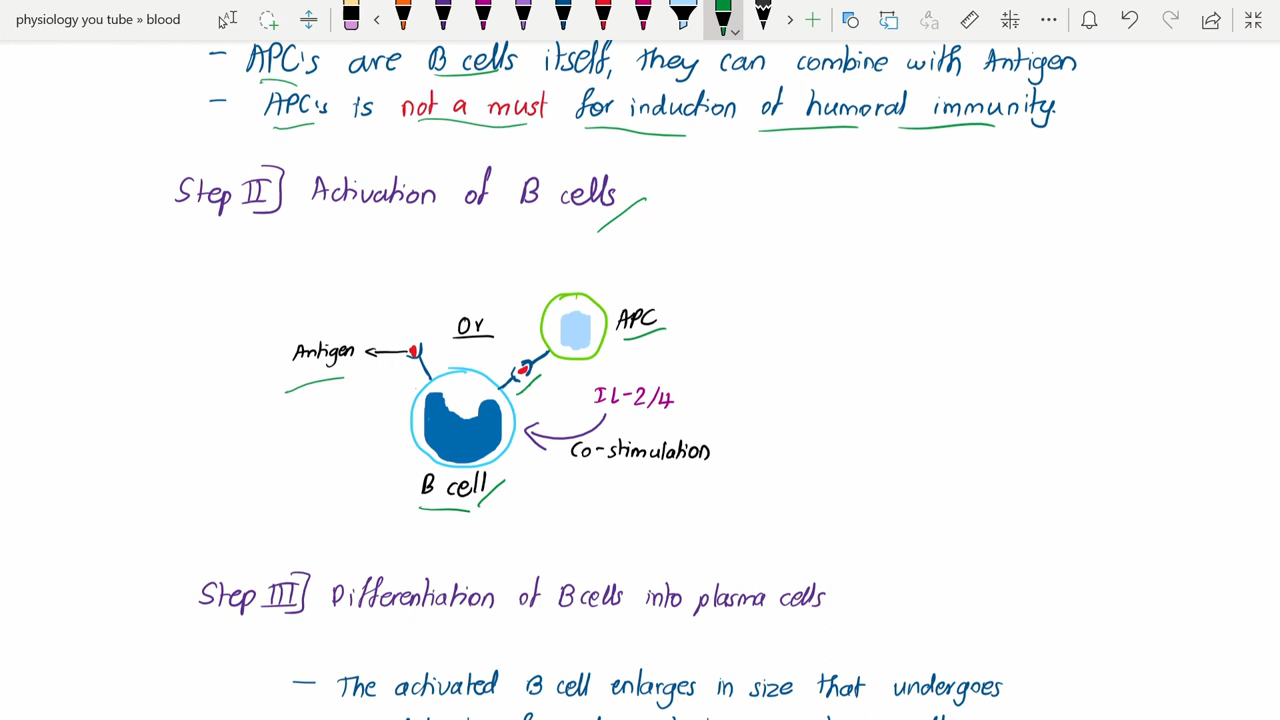 physiology you tube » blood
- APC's are B cells itself, they can combine with Antigen
- APC's is not a must for induction of humoral immunity.
Step II] Activation of B cells
Or
APC
Antigen
IL-2/4
Co-stimulation
B cell
Step III] Differentiation of B cells into plasma cells
- The activated B cell enlarges in size that undergoes